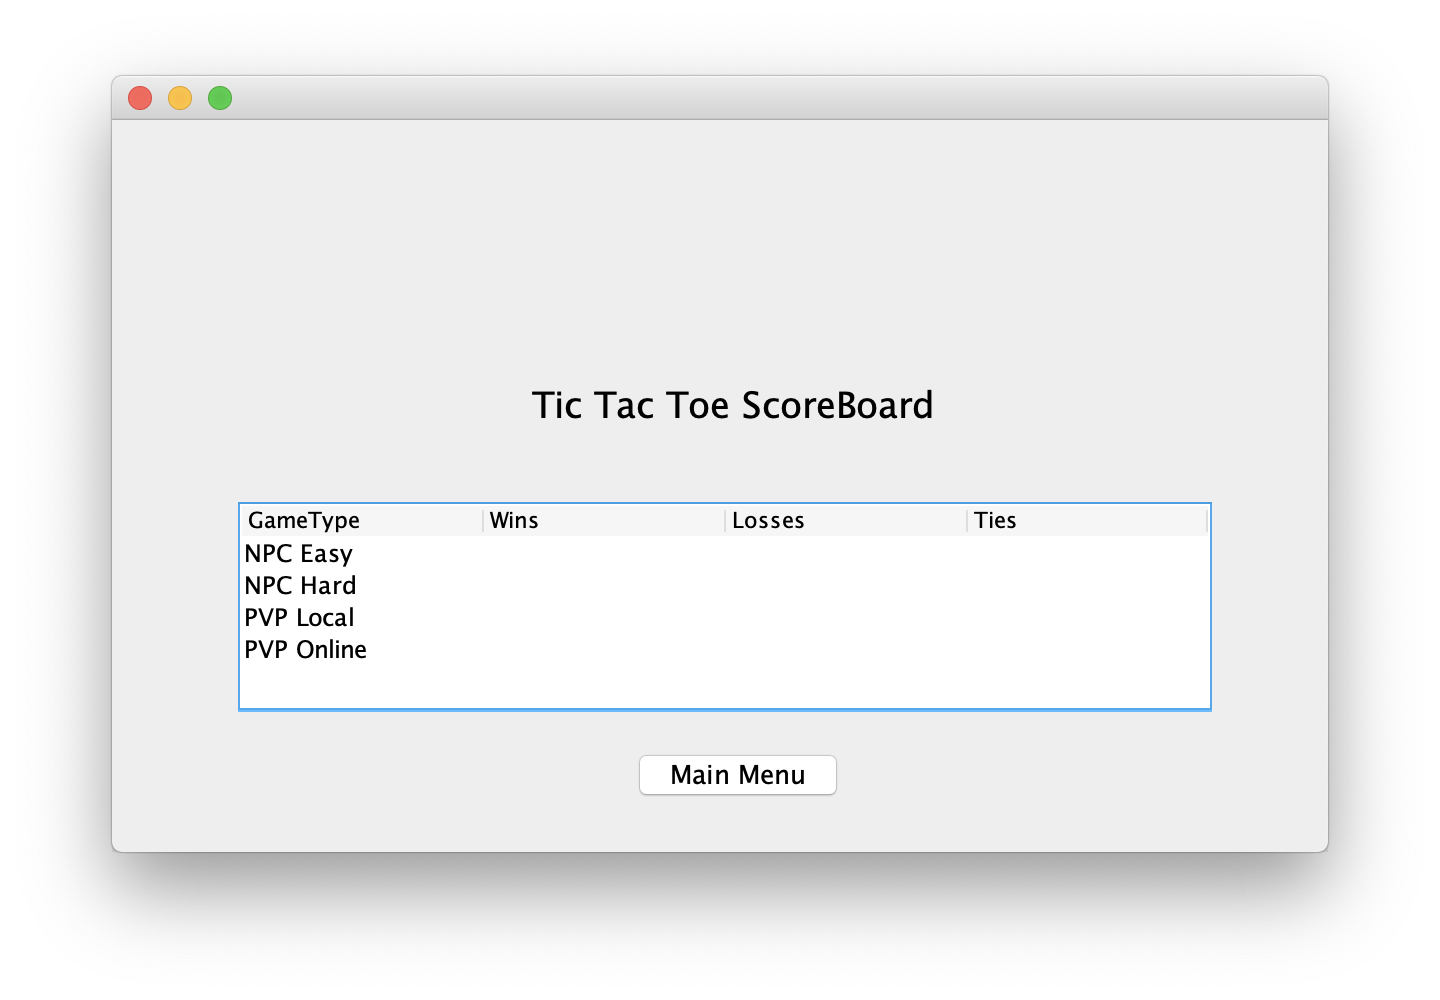 Tic Tac Toe ScoreBoard
GameType Wins Losses Ties
NPC Easy
NPC Hard
PVP Local
PVP Online
Main Menu